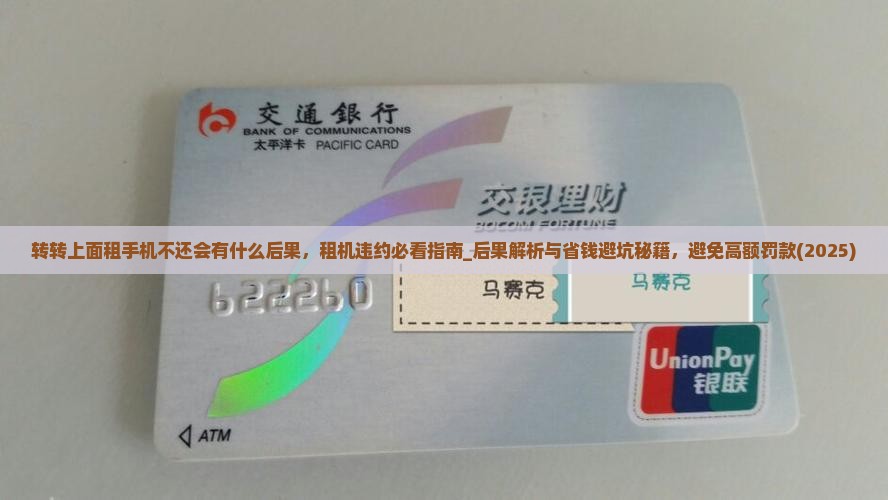 交通銀行
BANK OF COMMUNICATIONS
太平洋卡 PACIFIC CARD
交银理财
BOCOM FORTUNE
转转上面租手机不还会有什么后果，租机违约必看指南_后果解析与省钱避坑秘籍，避免高额罚款(2025)
622260
马赛克
马赛克
UnionPay
银联
ATM